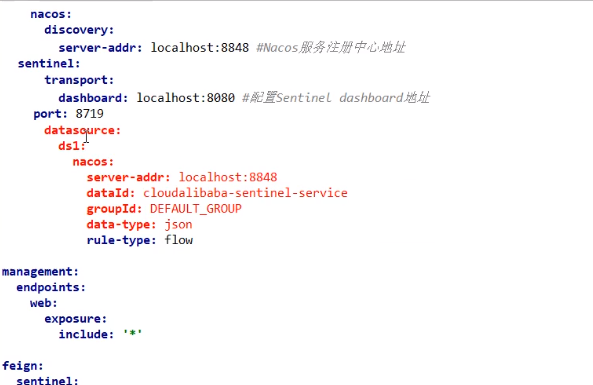 nacos:
discovery:
server-addr: localhost:8848 #Nacos服务注册中心地址
sentinel:
transport:
dashboard: localhost:8080 #配置Sentinel dashboard地址
port: 8719
datasource:
ds1:
nacos:
server-addr: localhost:8848
dataId: cloudalibaba-sentinel-service
groupId: DEFAULT_GROUP
data-type: json
rule-type: flow
management:
endpoints:
web:
exposure:
include: '*'
feign:
sentinel: